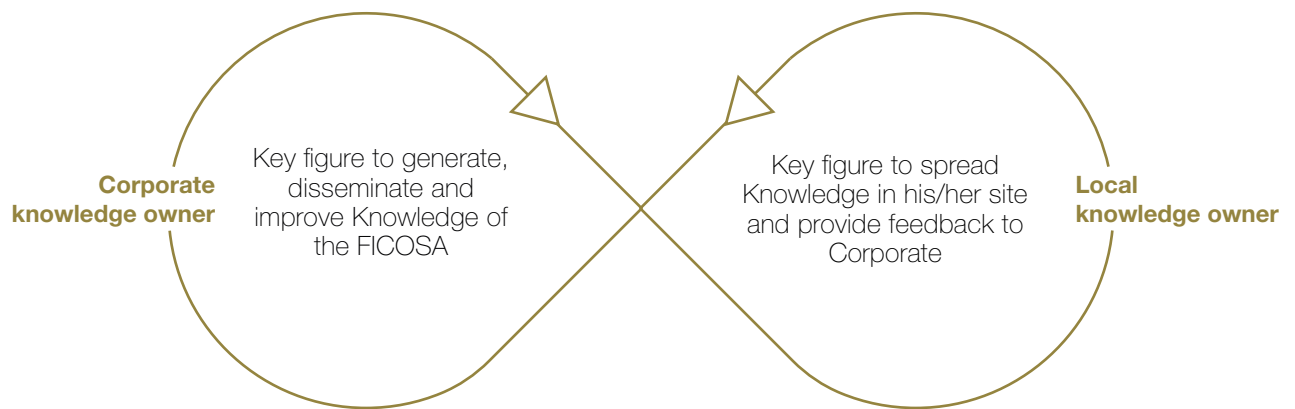 Corporate
knowledge owner
Key figure to generate,
disseminate and
improve Knowledge of
the FICOSA
Key figure to spread
Knowledge in his/her site
and provide feedback to
Corporate
Local
knowledge owner